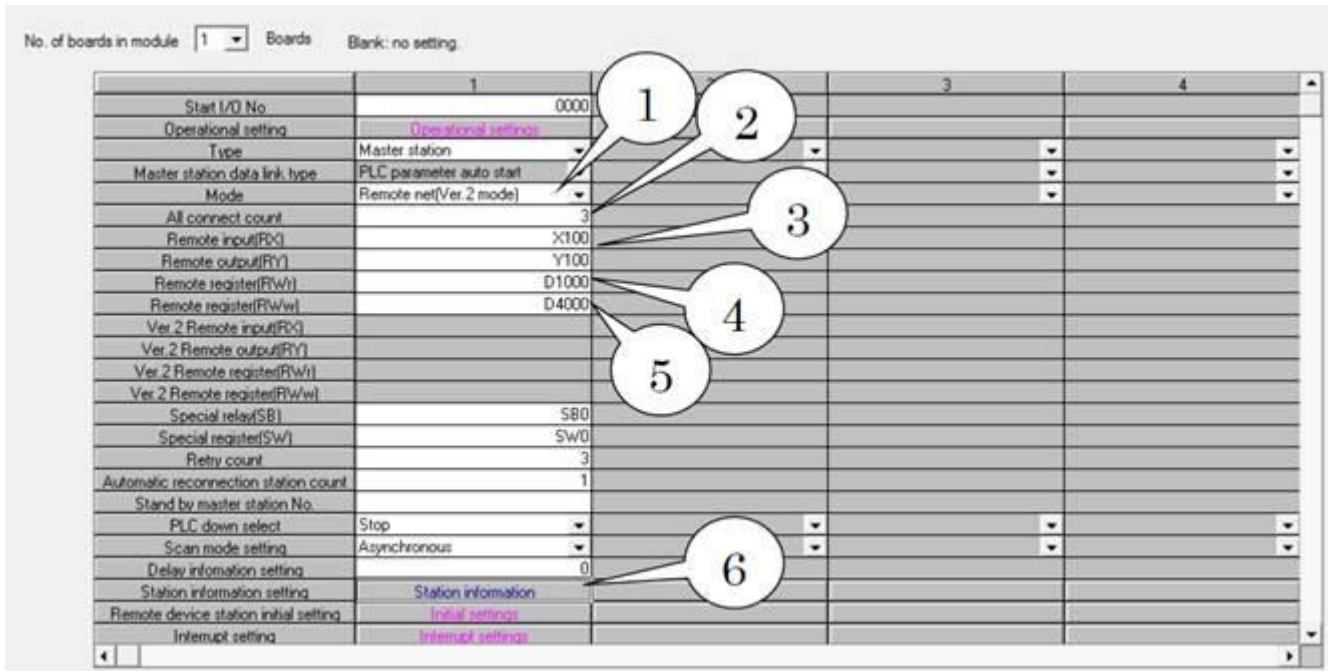 No. of boards in module 1 Boards Blank: no setting.
1 3 4
Start I/O No 0000
Operational setting Operational settings
Type Master station
Master station data link type PLC parameter auto start
Mode Remote net(Ver.2 mode)
All connect count 3
Remote input(RX) X100
Remote output(RY) Y100
Remote register(RWr) D1000
Remote register(RWw) D4000
Ver.2 Remote input(RX)
Ver.2 Remote output(RY)
Ver.2 Remote register(RWr)
Ver.2 Remote register(RWw)
Special relay(SB) SB0
Special register(SW) SW0
Retry count 3
Automatic reconnection station count 1
Stand by master station No.
PLC down select Stop
Scan mode setting Asynchronous
Delay infomation setting 0
Station information setting Station information
Remote device station initial setting Initial settings
Interrupt setting Interrupt settings
1
2
3
4
5
6